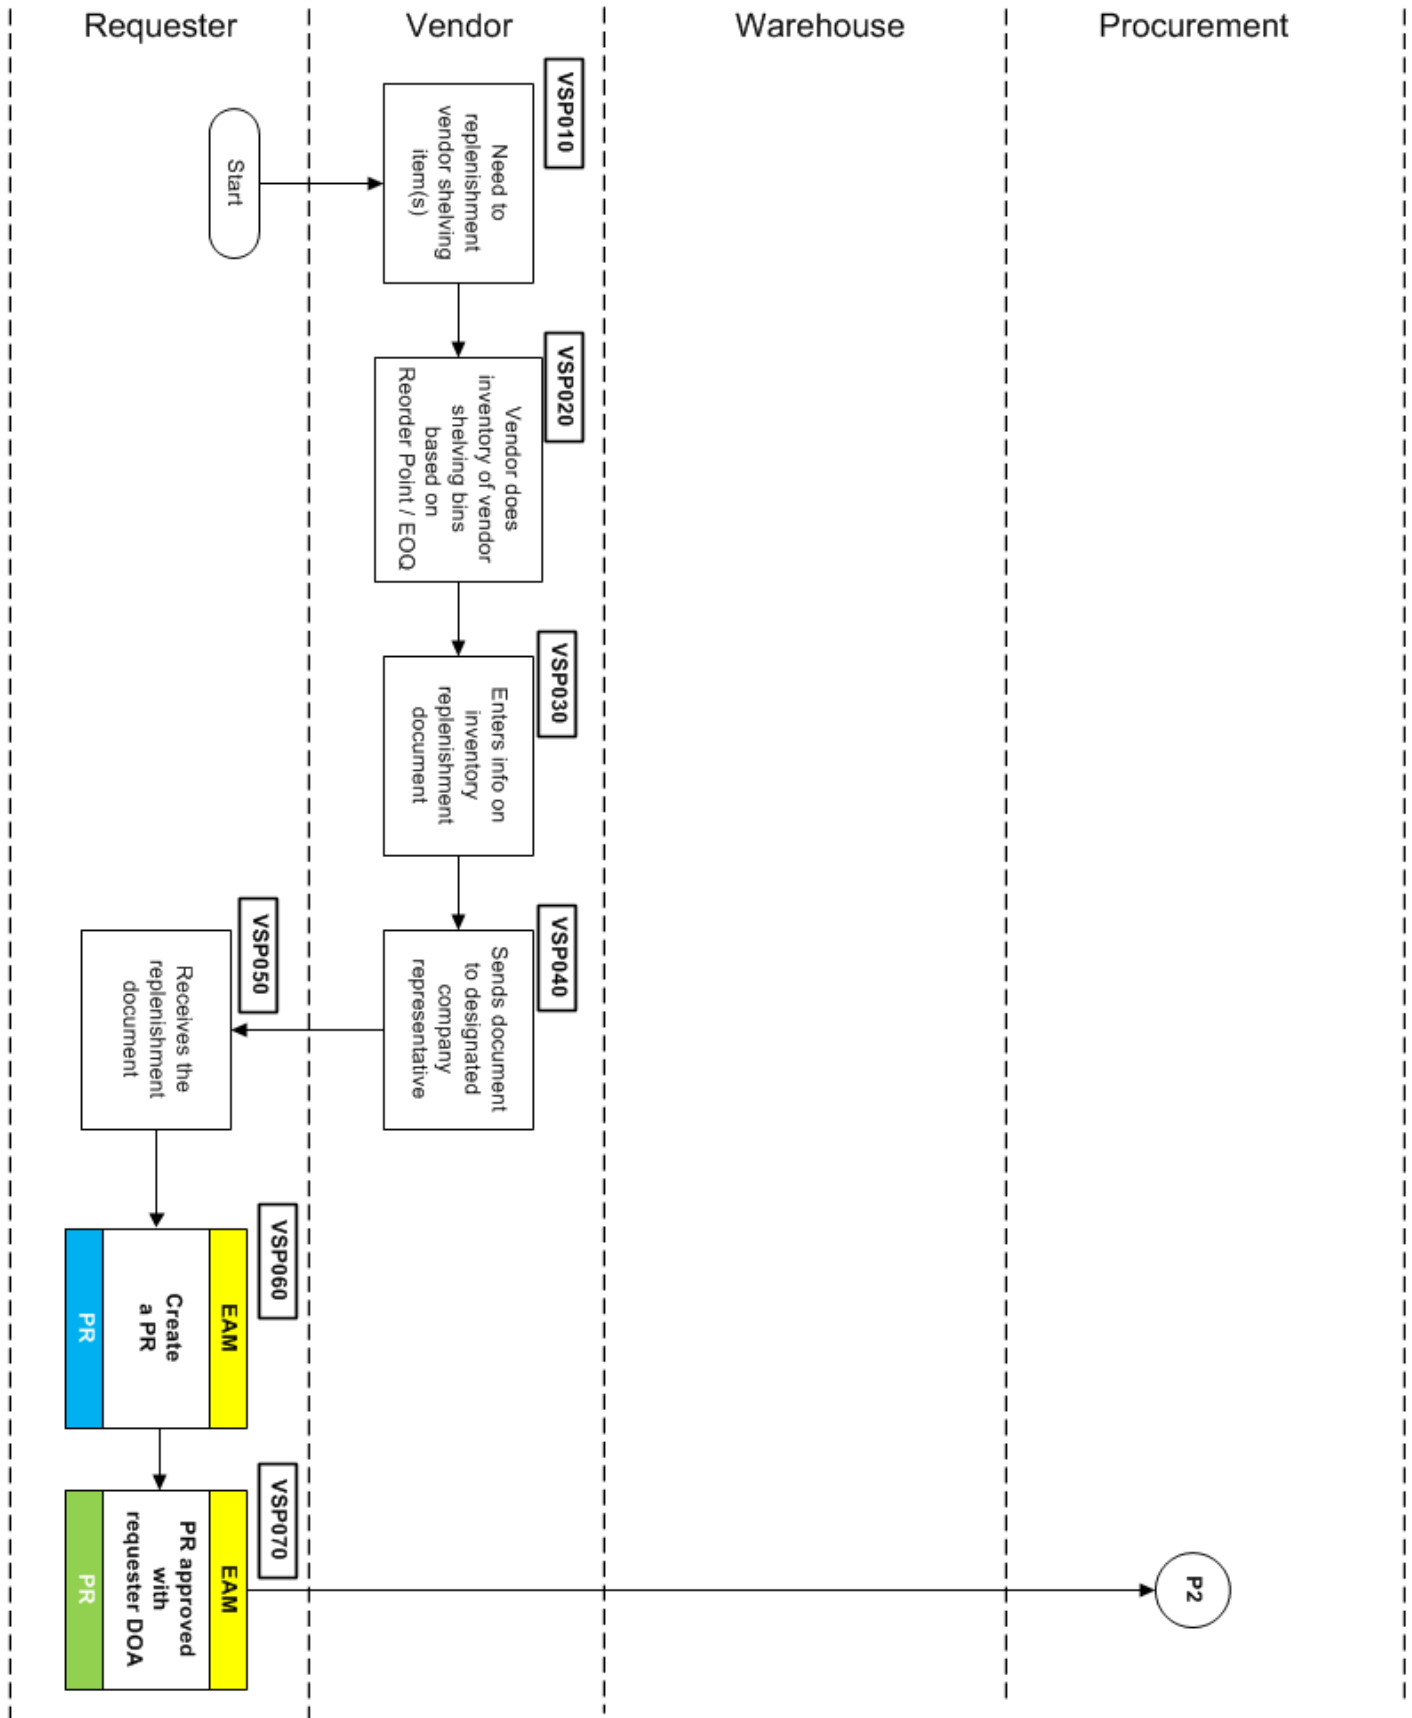 Requester
Vendor
Warehouse
Procurement
Start
VSP010
Need to
replenishment
vendor shelving
item(s)
VSP020
Vendor does
inventory of vendor
shelving bins
based on
Reorder Point / EOQ
VSP030
Enters info on
inventory
replenishment
document
VSP040
Sends document
to designated
company
representative
VSP050
Receives the
replenishment
document
VSP060
EAM
Create
a PR
PR
VSP070
EAM
PR approved
with
requester DOA
PR
P2